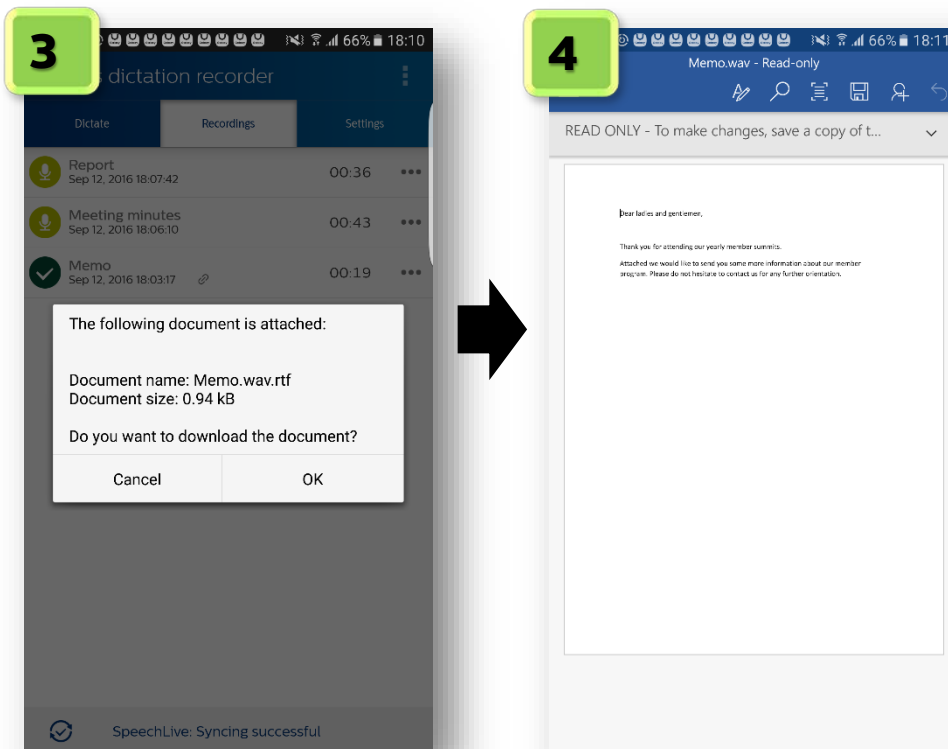 3
66% 18:10
s dictation recorder
Dictate Recordings Settings
Report
Sep 12, 2016 18:07:42
00:36
Meeting minutes
Sep 12, 2016 18:06:10
00:43
Memo
Sep 12, 2016 18:03:17
00:19
The following document is attached:
Document name: Memo.wav.rtf
Document size: 0.94 kB
Do you want to download the document?
Cancel OK
SpeechLive: Syncing successful
4
66% 18:11
Memo.wav - Read-only
READ ONLY - To make changes, save a copy of t...
Dear ladies and gentlemen,
Thank you for attending our yearly member summits.
Attached we would like to send you some more information about our member
program. Please do not hesitate to contact us for any further orientation.